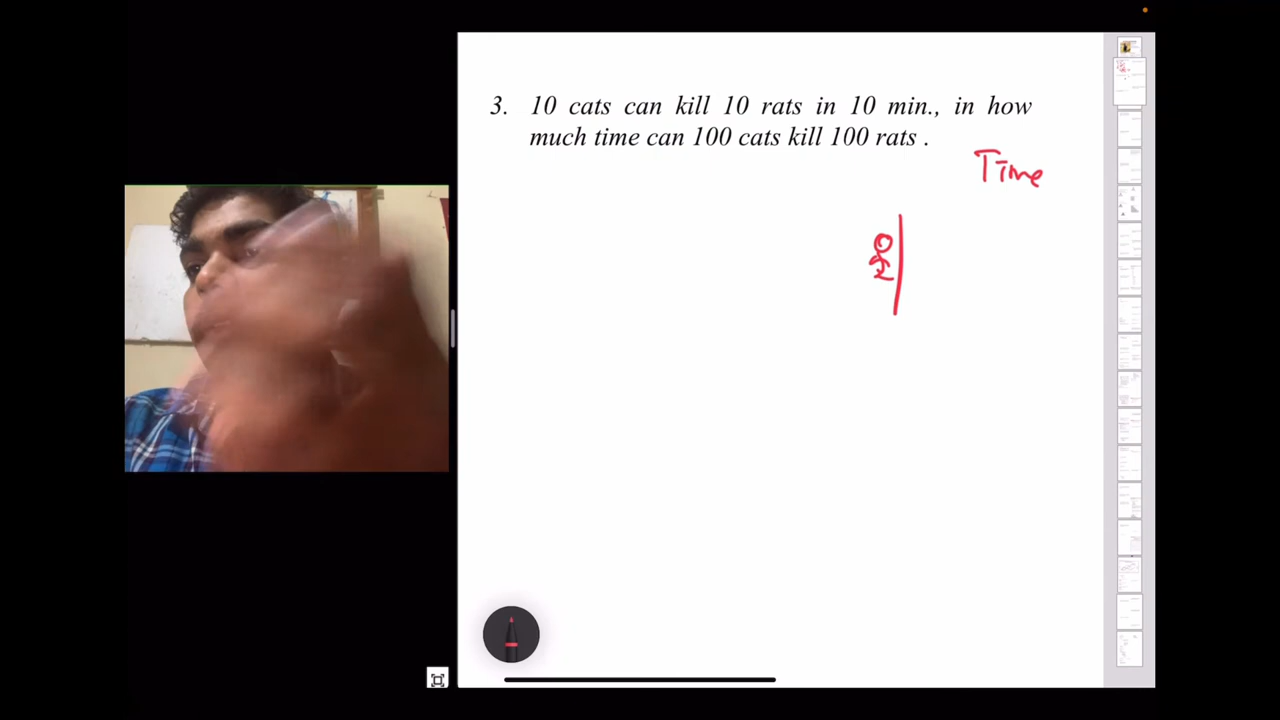 3. 10 cats can kill 10 rats in 10 min., in how
much time can 100 cats kill 100 rats .
Time